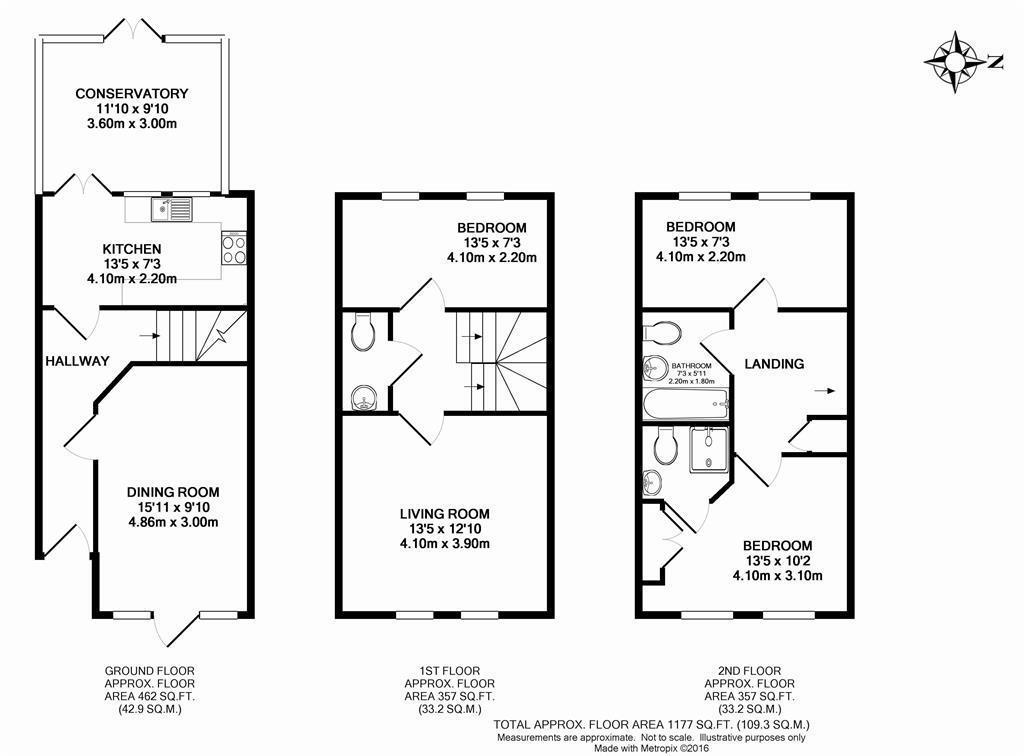 N
CONSERVATORY
11'10 x 9'10
3.60m x 3.00m
KITCHEN
13'5 x 7'3
4.10m x 2.20m
HALLWAY
DINING ROOM
15'11 x 9'10
4.86m x 3.00m
GROUND FLOOR
APPROX. FLOOR
AREA 462 SQ.FT.
(42.9 SQ.M.)
BEDROOM
13'5 x 7'3
4.10m x 2.20m
LIVING ROOM
13'5 x 12'10
4.10m x 3.90m
1ST FLOOR
APPROX. FLOOR
AREA 357 SQ.FT.
(33.2 SQ.M.)
BEDROOM
13'5 x 7'3
4.10m x 2.20m
BATHROOM
7'3 x 5'11
2.20m x 1.80m
LANDING
BEDROOM
13'5 x 10'2
4.10m x 3.10m
2ND FLOOR
APPROX. FLOOR
AREA 357 SQ.FT.
(33.2 SQ.M.)
TOTAL APPROX. FLOOR AREA 1177 SQ.FT. (109.3 SQ.M.)
Measurements are approximate. Not to scale. Illustrative purposes only
Made with Metropix ©2016